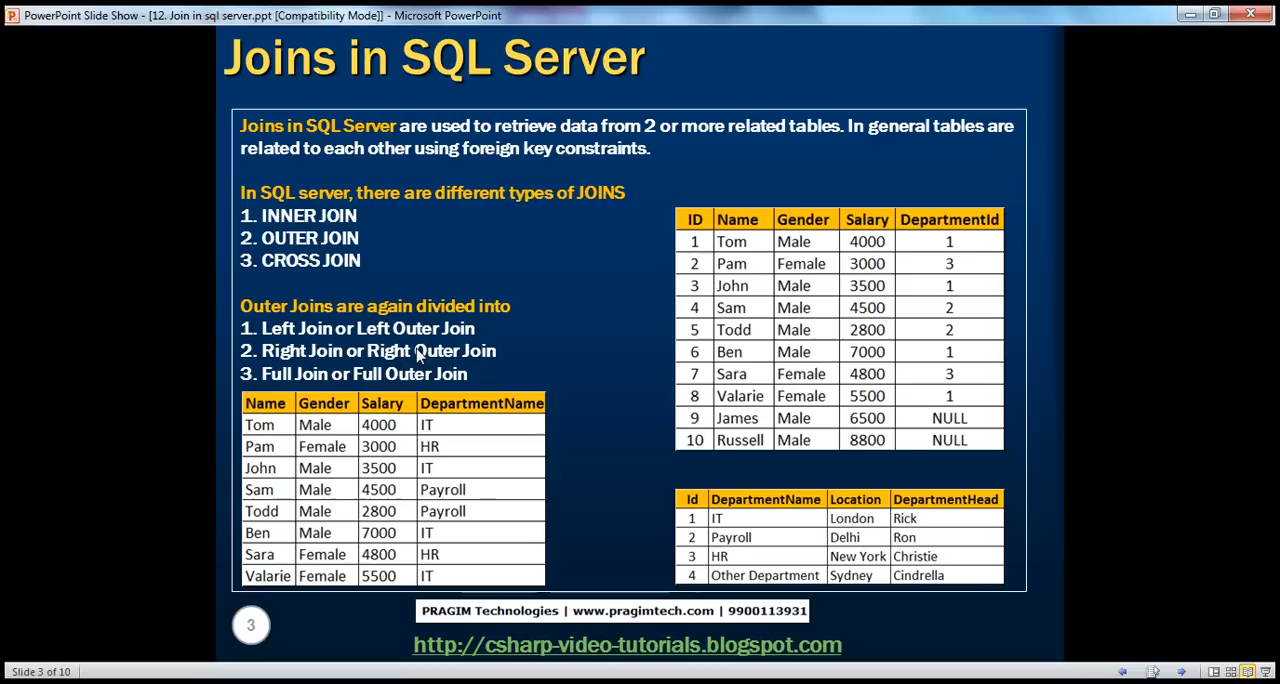 PowerPoint Slide Show - [12. Join in sql server.ppt [Compatibility Mode]] - Microsoft PowerPoint
Joins in SQL Server
Joins in SQL Server are used to retrieve data from 2 or more related tables. In general tables are
related to each other using foreign key constraints.
In SQL server, there are different types of JOINS
1. INNER JOIN
2. OUTER JOIN
3. CROSS JOIN
Outer Joins are again divided into
1. Left Join or Left Outer Join
2. Right Join or Right Outer Join
3. Full Join or Full Outer Join
Name Gender Salary DepartmentName
Tom Male 4000 IT
Pam Female 3000 HR
John Male 3500 IT
Sam Male 4500 Payroll
Todd Male 2800 Payroll
Ben Male 7000 IT
Sara Female 4800 HR
Valarie Female 5500 IT
ID Name Gender Salary DepartmentId
1 Tom Male 4000 1
2 Pam Female 3000 3
3 John Male 3500 1
4 Sam Male 4500 2
5 Todd Male 2800 2
6 Ben Male 7000 1
7 Sara Female 4800 3
8 Valarie Female 5500 1
9 James Male 6500 NULL
10 Russell Male 8800 NULL
Id DepartmentName Location DepartmentHead
1 IT London Rick
2 Payroll Delhi Ron
3 HR New York Christie
4 Other Department Sydney Cindrella
PRAGIM Technologies | www.pragimtech.com | 9900113931
3
http://csharp-video-tutorials.blogspot.com
Slide 3 of 10